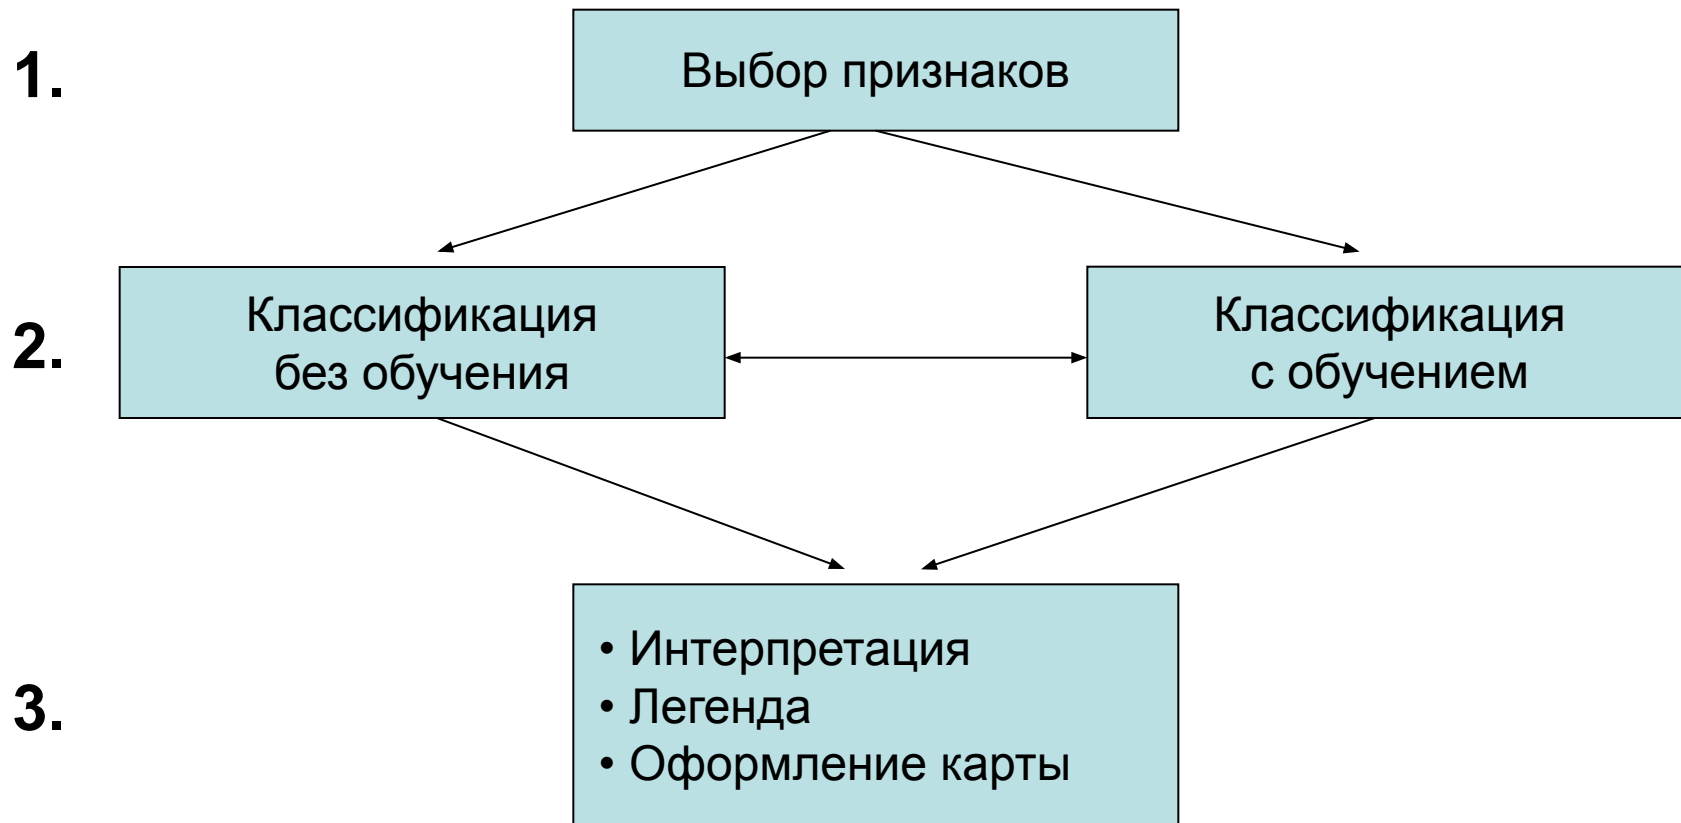 1.
Выбор признаков
2.
Классификация
без обучения
Классификация
с обучением
3.
• Интерпретация
• Легенда
• Оформление карты